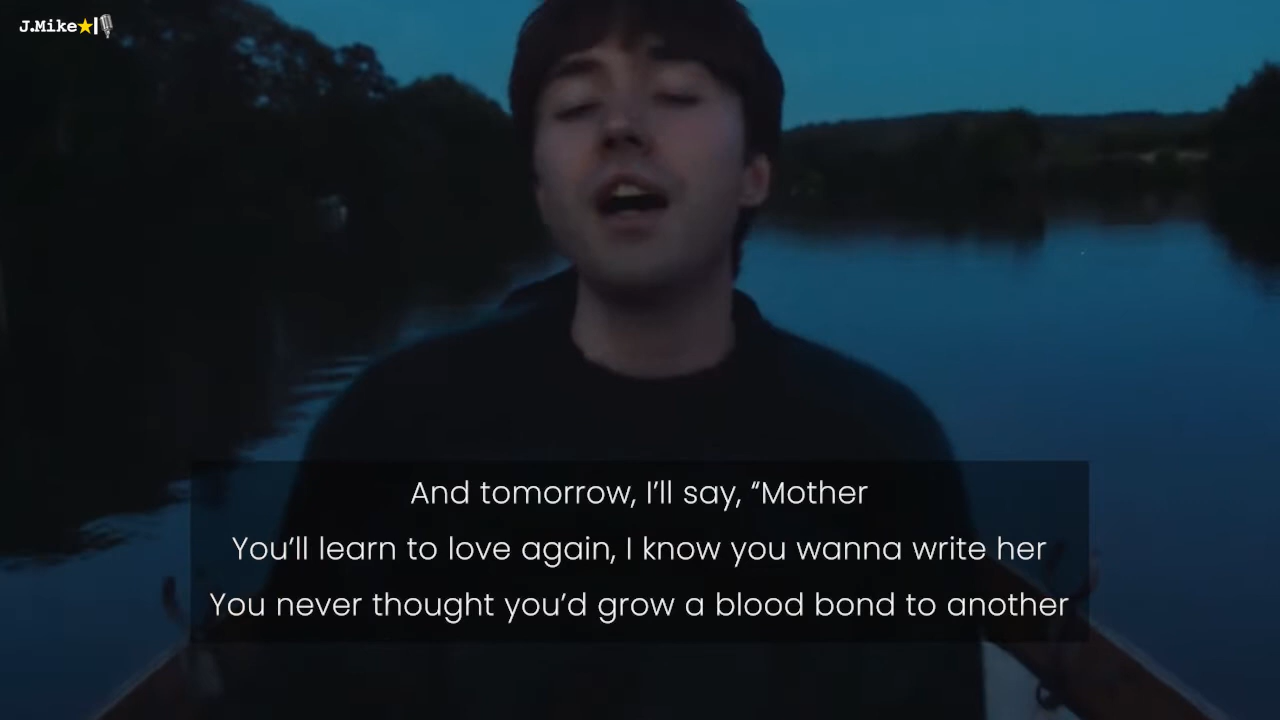 J.Mike
And tomorrow, I’ll say, “Mother
You’ll learn to love again, I know you wanna write her
You never thought you’d grow a blood bond to another